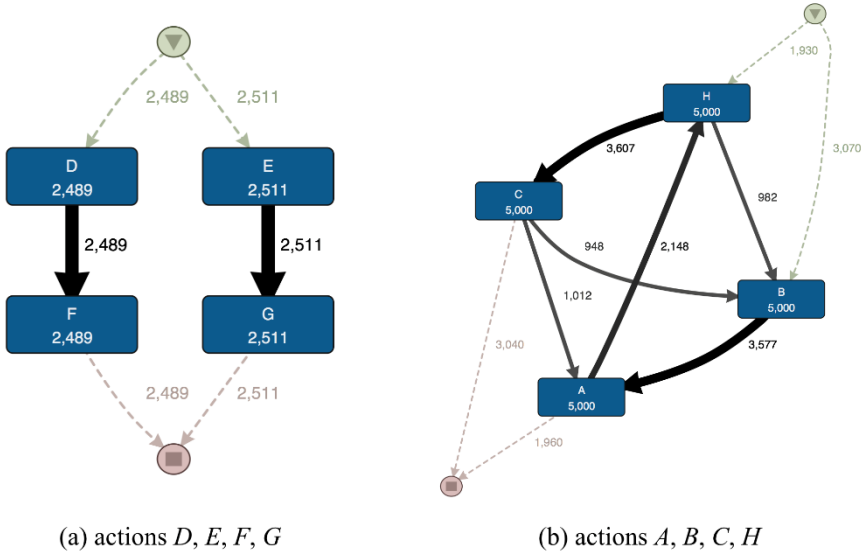 2,489
2,511
D
2,489
E
2,511
2,489
2,511
F
2,489
G
2,511
2,489
2,511
(a) actions D, E, F, G
1,930
H
5,000
3,607
3,070
C
5,000
982
948
2,148
1,012
B
5,000
3,040
3,577
A
5,000
1,960
(b) actions A, B, C, H